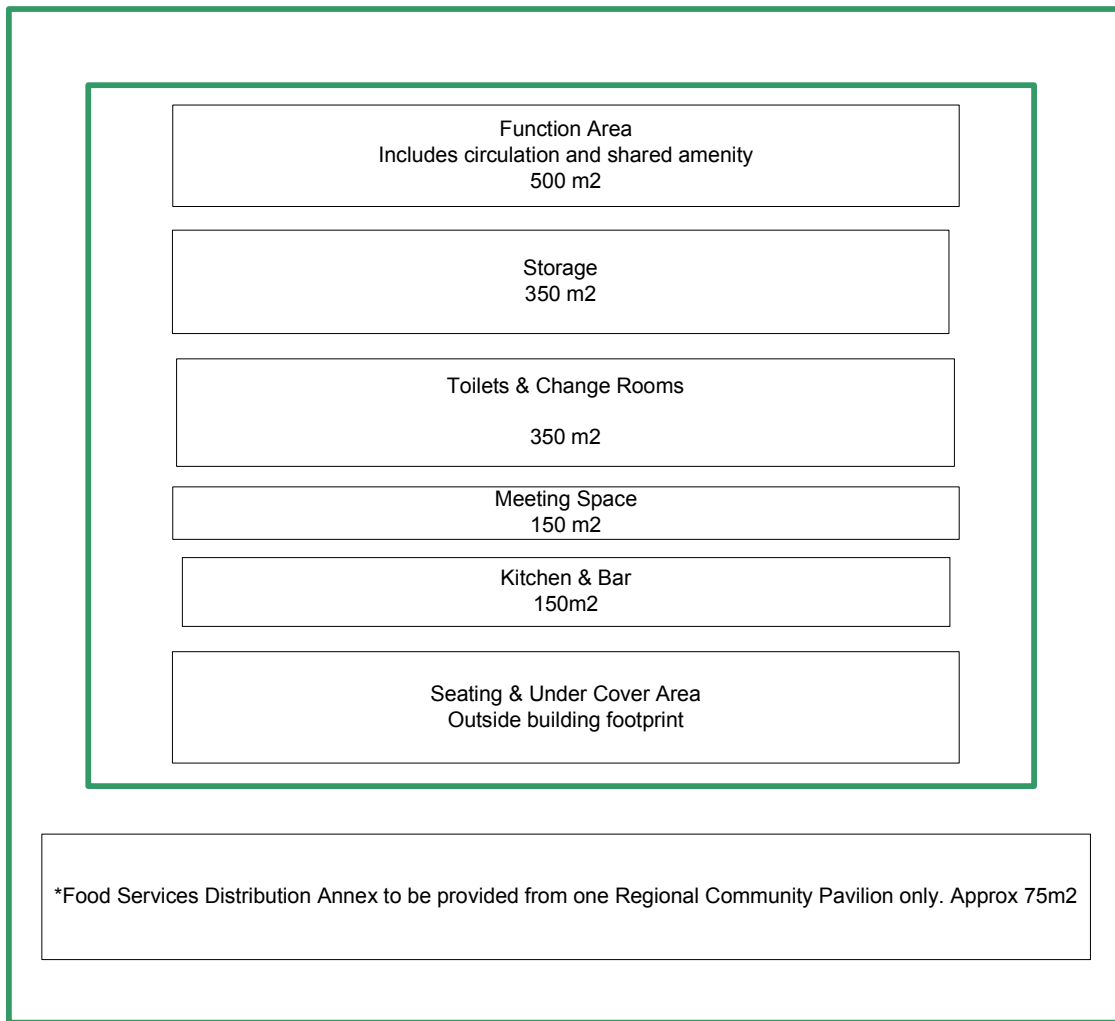 Function Area
Includes circulation and shared amenity
500 m2
Storage
350 m2
Toilets & Change Rooms
350 m2
Meeting Space
150 m2
Kitchen & Bar
150m2
Seating & Under Cover Area
Outside building footprint
*Food Services Distribution Annex to be provided from one Regional Community Pavilion only. Approx 75m2